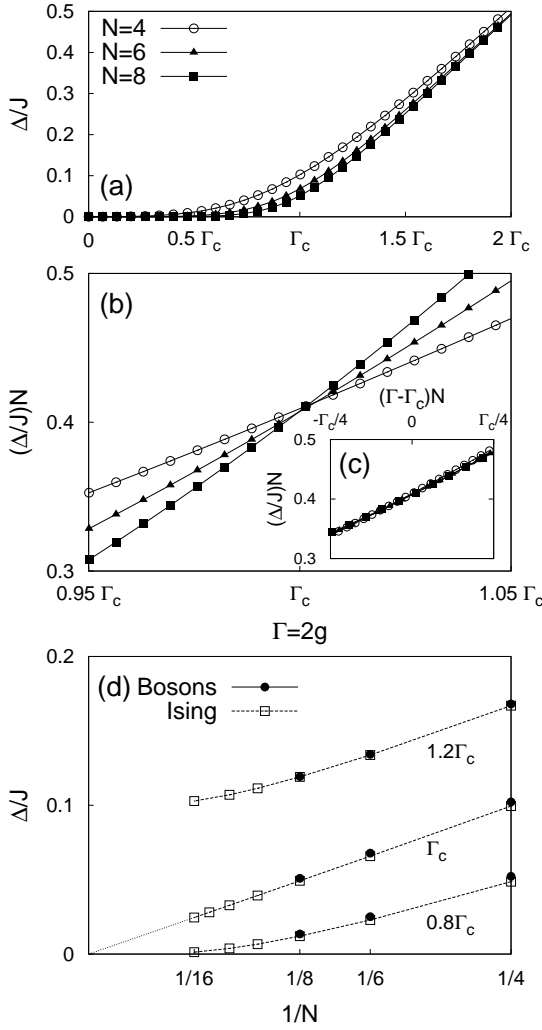 0.5
0.4
0.3
0.2
0.1
0
Δ/J
N=4
N=6
N=8
(a)
0 0.5 Γc Γc 1.5 Γc 2 Γc
0.5
0.4
0.3
(Δ/J)N
(b)
(Γ-Γc)N
-Γc/4 0 Γc/4
0.5
0.4
0.3
(Δ/J)N
(c)
0.95 Γc Γc 1.05 Γc
Γ=2g
0.2
0.1
0
Δ/J
(d) Bosons
Ising
1.2Γc
Γc
0.8Γc
1/16 1/8 1/6 1/4
1/N